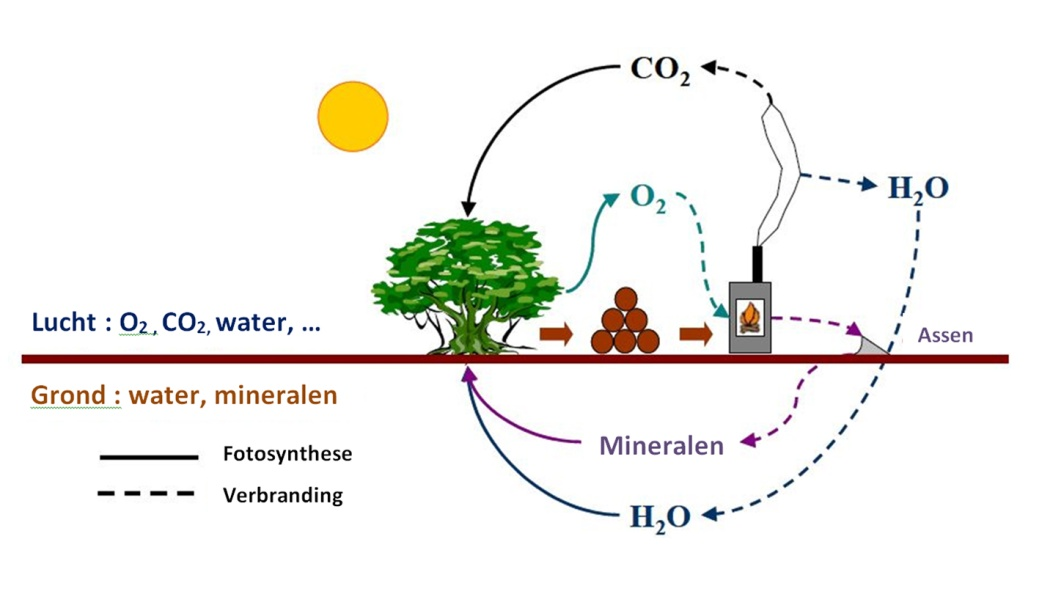 CO₂
H₂O
O₂
Lucht : O₂, CO₂, water, ...
Assen
Grond : water, mineralen
Mineralen
Fotosynthese
Verbranding
H₂O